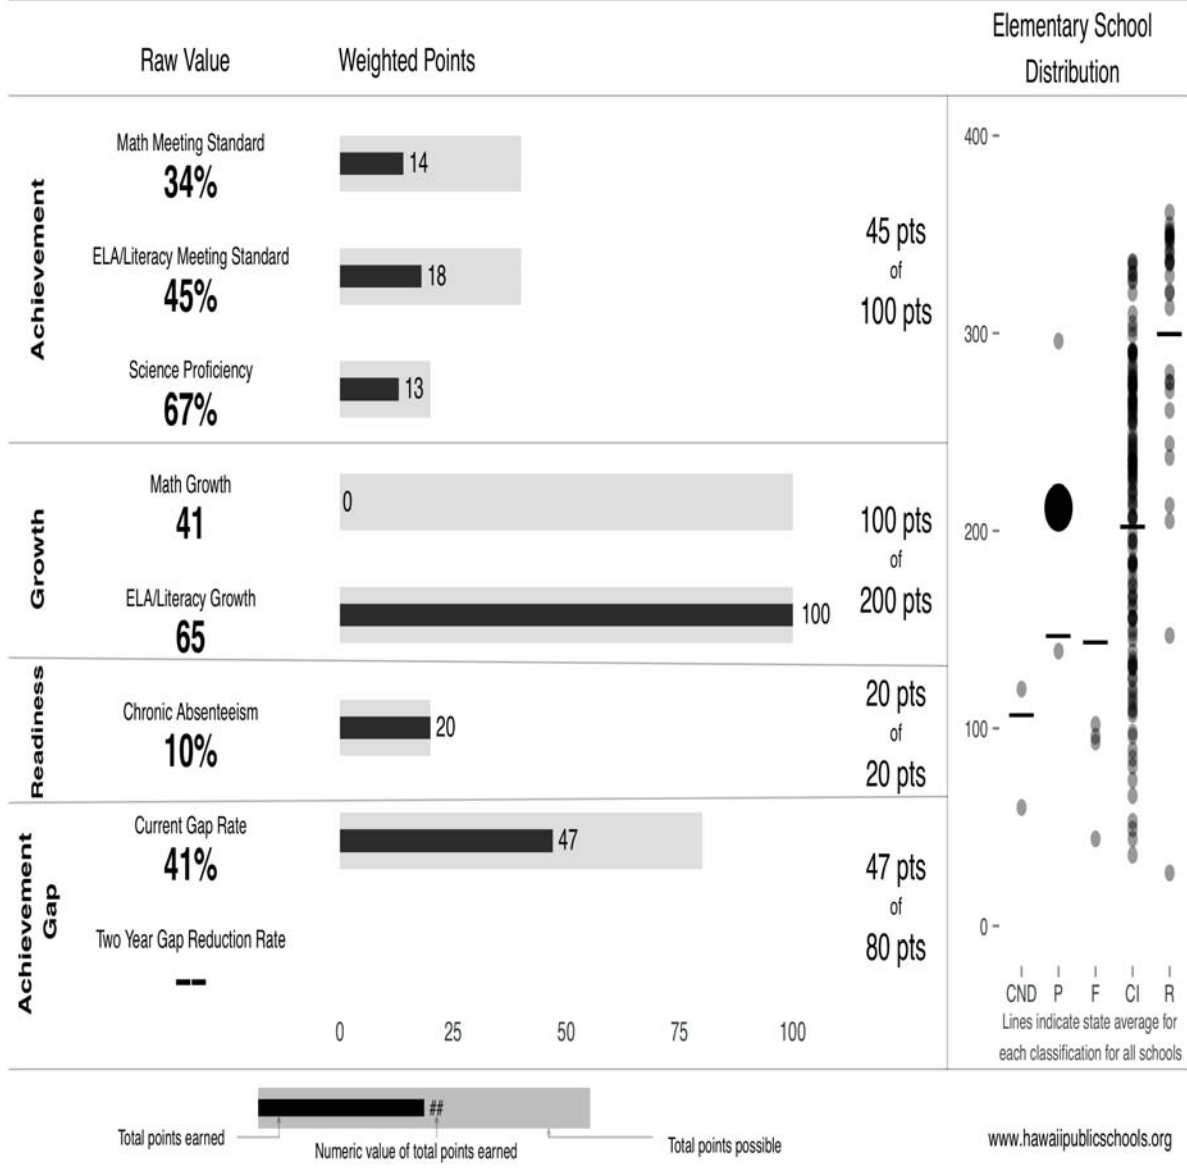 Elementary School
Distribution
Raw Value
Weighted Points
Achievement
Math Meeting Standard
34%
14
ELA/Literacy Meeting Standard
45%
18
Science Proficiency
67%
13
45 pts
of
100 pts
Growth
Math Growth
41
0
ELA/Literacy Growth
65
100
100 pts
of
200 pts
Readiness
Chronic Absenteeism
10%
20
20 pts
of
20 pts
Achievement
Gap
Current Gap Rate
41%
47
Two Year Gap Reduction Rate
--
47 pts
of
80 pts
0 25 50 75 100
400
300
200
100
0
CND P F CI R
Lines indicate state average for
each classification for all schools
##
Total points earned
Numeric value of total points earned
Total points possible
www.hawaiipublicschools.org